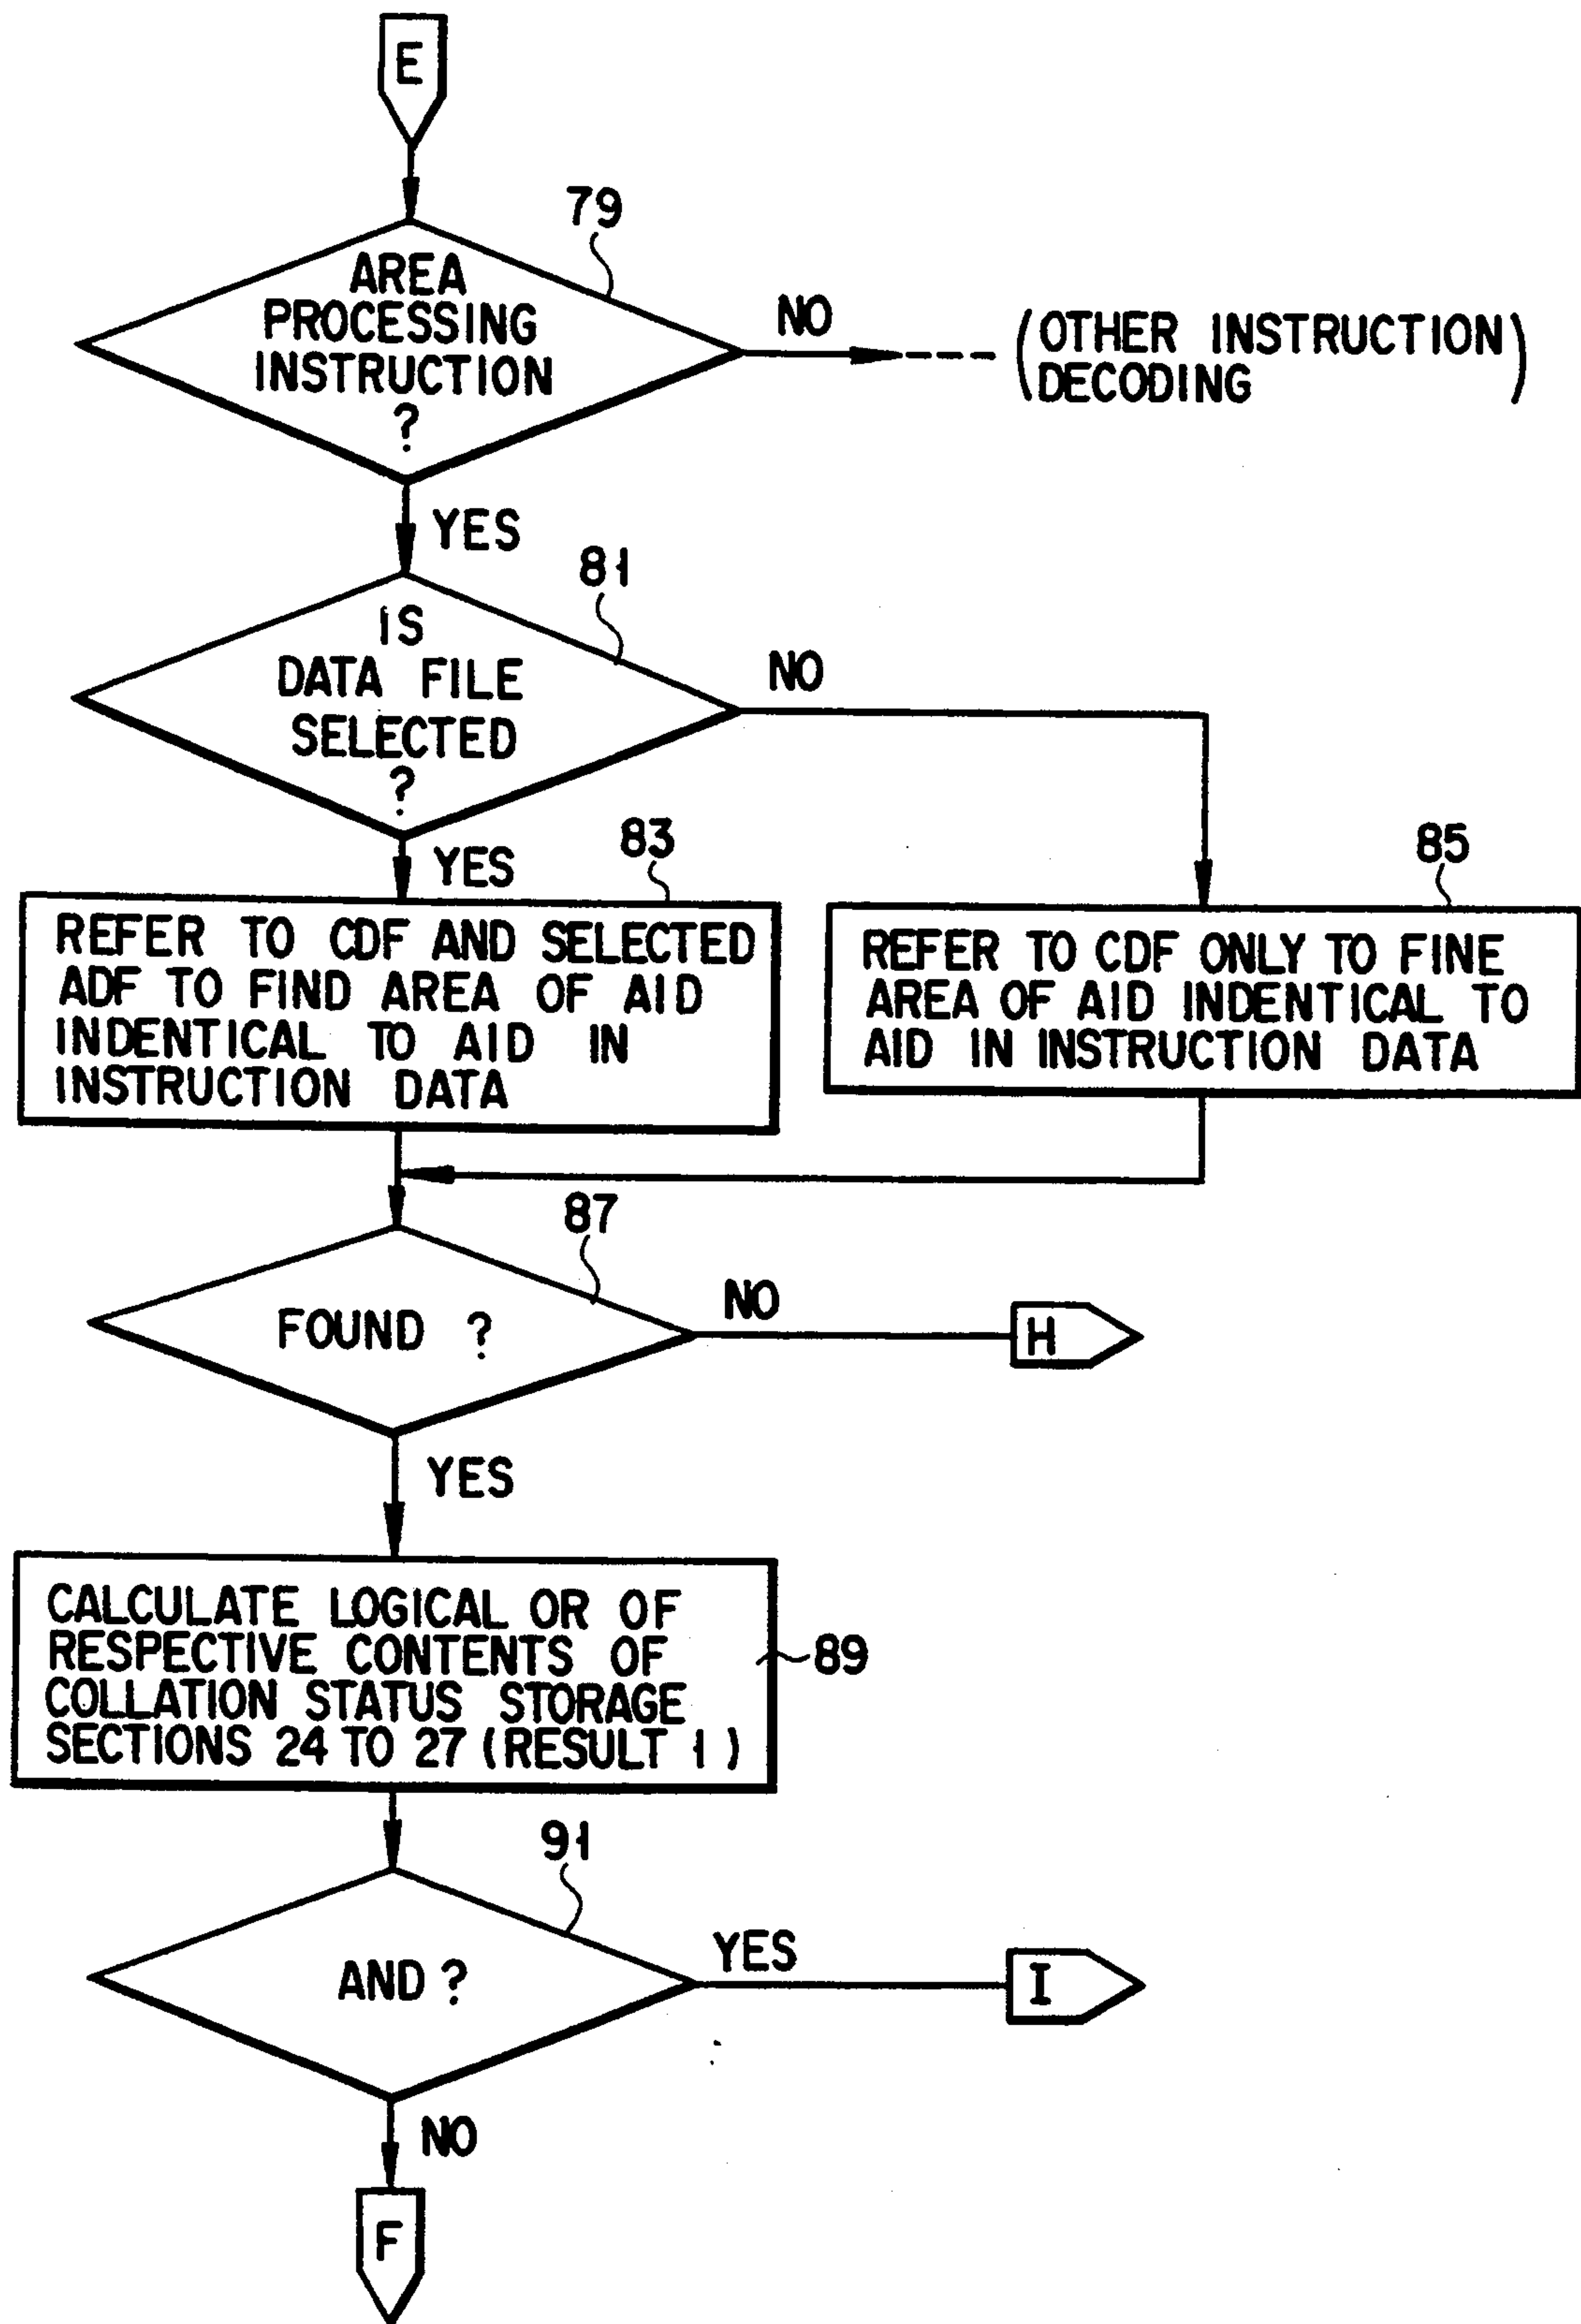 E
79
AREA
PROCESSING
INSTRUCTION
?
NO
(OTHER INSTRUCTION)
DECODING
YES
81
IS
DATA FILE
SELECTED
?
NO
YES
83
REFER TO CDF AND SELECTED
ADF TO FIND AREA OF AID
INDENTICAL TO AID IN
INSTRUCTION DATA
85
REFER TO CDF ONLY TO FINE
AREA OF AID INDENTICAL TO
AID IN INSTRUCTION DATA
87
FOUND ?
NO
H
YES
CALCULATE LOGICAL OR OF
RESPECTIVE CONTENTS OF
COLLATION STATUS STORAGE
SECTIONS 24 TO 27 (RESULT 1)
89
91
AND ?
YES
I
NO
F